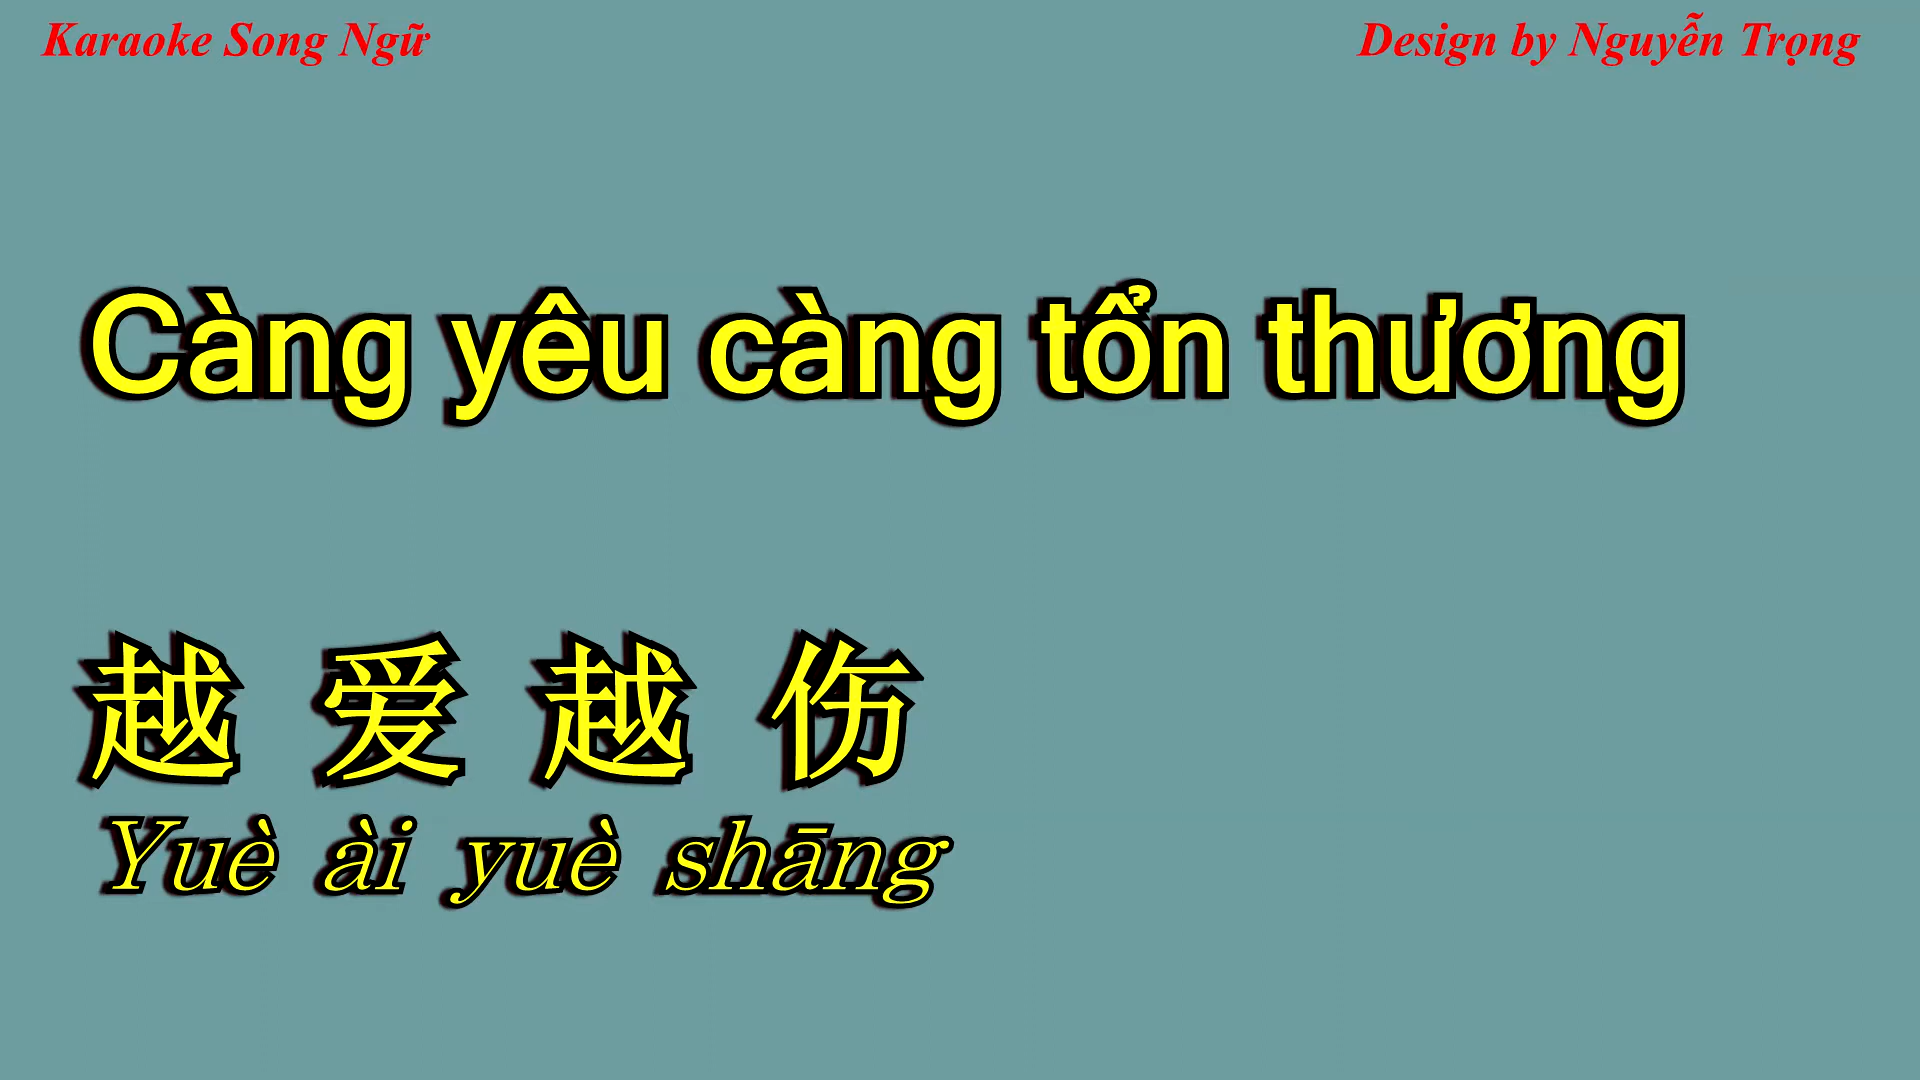 Karaoke Song Ngữ
Design by Nguyễn Trọng
Càng yêu càng tổn thương
越 爱 越 伤
Yuè ài yuè shāng